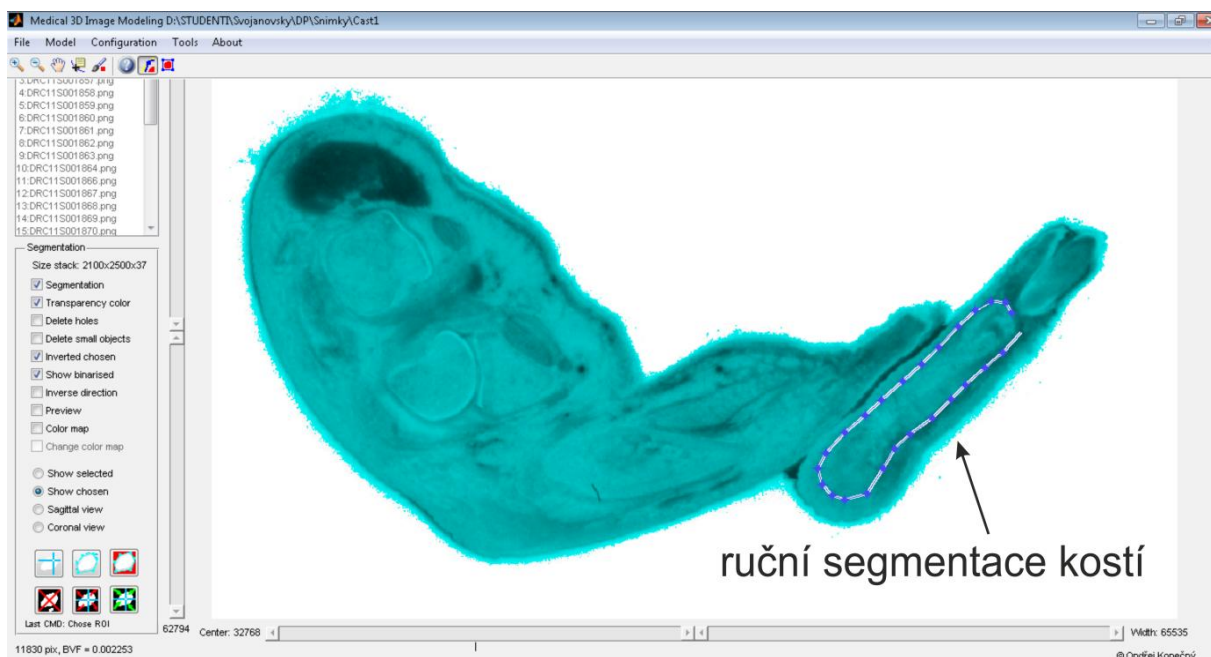 Medical 3D Image Modeling D:\STUDENTI\Svojanovsky\DP\Snimky\Cast1
File Model Configuration Tools About
3:DRC11S001857.png
4:DRC11S001858.png
5:DRC11S001859.png
6:DRC11S001860.png
7:DRC11S001861.png
8:DRC11S001862.png
9:DRC11S001863.png
10:DRC11S001864.png
11:DRC11S001866.png
12:DRC11S001867.png
13:DRC11S001868.png
14:DRC11S001869.png
15:DRC11S001870.png
Segmentation
Size stack: 2100x2500x37
Segmentation
Transparency color
Delete holes
Delete small objects
Inverted chosen
Show binarised
Inverse direction
Preview
Color map
Change color map
Show selected
Show chosen
Sagittal view
Coronal view
Last CMD: Chose ROI
ruční segmentace kostí
62794 Center: 32768 Width: 65535
11830 pix, BVF = 0.002253
© Ondřej Konečný